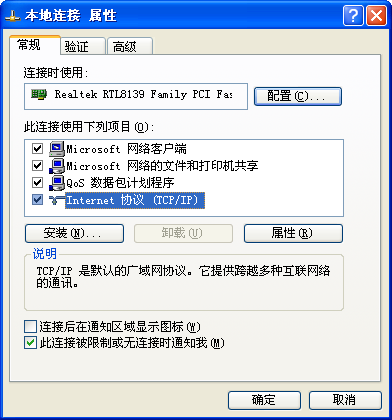 本地连接 属性
常规
验证
高级
连接时使用:
Realtek RTL8139 Family PCI Fas
配置(C)...
此连接使用下列项目(O):
Microsoft 网络客户端
Microsoft 网络的文件和打印机共享
QoS 数据包计划程序
Internet 协议 (TCP/IP)
安装(N)...
卸载(U)
属性(R)
说明
TCP/IP 是默认的广域网协议。它提供跨越多种互联网络
的通讯。
连接后在通知区域显示图标(W)
此连接被限制或无连接时通知我(M)
确定
取消